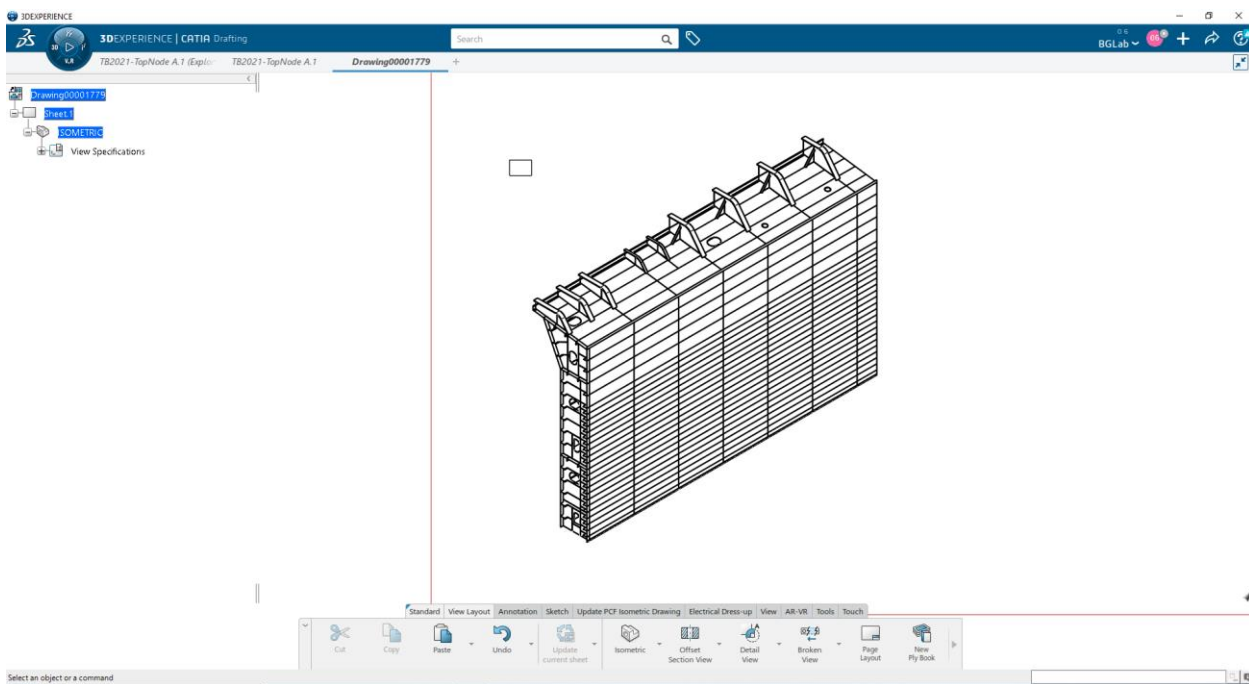 3DEXPERIENCE
3DEXPERIENCE | CATIA Drafting
Search
BGLab
TB2021-TopNode A.1 (Explo
TB2021-TopNode A.1
Drawing00001779
Drawing00001779
Sheet.1
ISOMETRIC
View Specifications
Standard View Layout Annotation Sketch Update PCF Isometric Drawing Electrical Dress-up View AR-VR Tools Touch
Cut
Copy
Paste
Undo
Update current sheet
Isometric
Offset Section View
Detail View
Broken View
Page Layout
New Ply Book
Select an object or a command